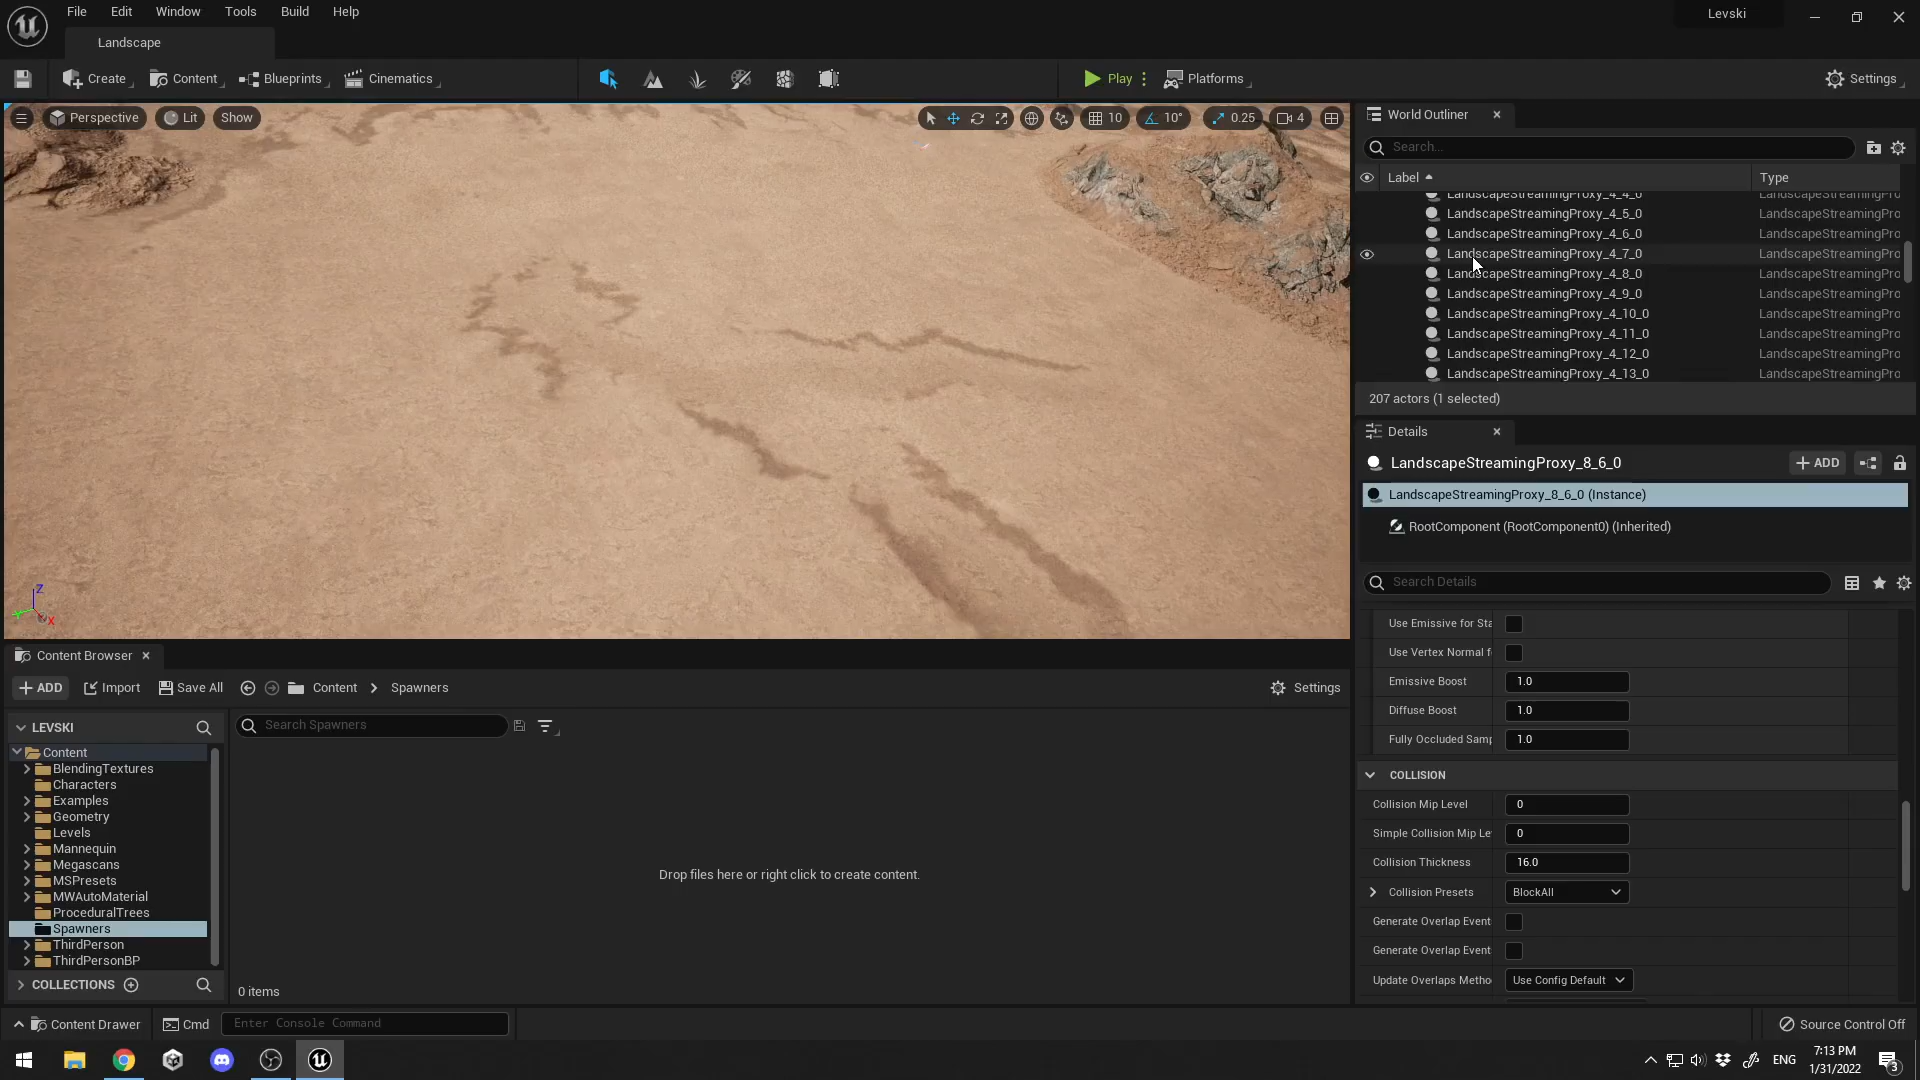 File Edit Window Tools Build Help
Levski
Landscape
Create Content Blueprints Cinematics Play Platforms Settings
Perspective Lit Show 10 10° 0.25 4
World Outliner
Search...
Label Type
LandscapeStreamingProxy_4_4_0 LandscapeStreamingPro
LandscapeStreamingProxy_4_5_0 LandscapeStreamingPro
LandscapeStreamingProxy_4_6_0 LandscapeStreamingPro
LandscapeStreamingProxy_4_7_0 LandscapeStreamingPro
LandscapeStreamingProxy_4_8_0 LandscapeStreamingPro
LandscapeStreamingProxy_4_9_0 LandscapeStreamingPro
LandscapeStreamingProxy_4_10_0 LandscapeStreamingPro
LandscapeStreamingProxy_4_11_0 LandscapeStreamingPro
LandscapeStreamingProxy_4_12_0 LandscapeStreamingPro
LandscapeStreamingProxy_4_13_0 LandscapeStreamingPro
207 actors (1 selected)
Details
LandscapeStreamingProxy_8_6_0 ADD
LandscapeStreamingProxy_8_6_0 (Instance)
RootComponent (RootComponent0) (Inherited)
Search Details
Use Emissive for Sta
Use Vertex Normal f
Emissive Boost 1.0
Diffuse Boost 1.0
Fully Occluded Samp 1.0
COLLISION
Collision Mip Level 0
Simple Collision Mip Le 0
Collision Thickness 16.0
Collision Presets BlockAll
Generate Overlap Event
Generate Overlap Event
Update Overlaps Metho Use Config Default
Z
X
Content Browser
ADD Import Save All Content Spawners Settings
LEVSKI
Search Spawners
Content
BlendingTextures
Characters
Examples
Geometry
Levels
Mannequin
Megascans
MSPresets
MWAutoMaterial
ProceduralTrees
Spawners
ThirdPerson
ThirdPersonBP
COLLECTIONS
Drop files here or right click to create content.
0 items
Content Drawer Cmd Enter Console Command Source Control Off
ENG
7:13 PM
1/31/2022
3